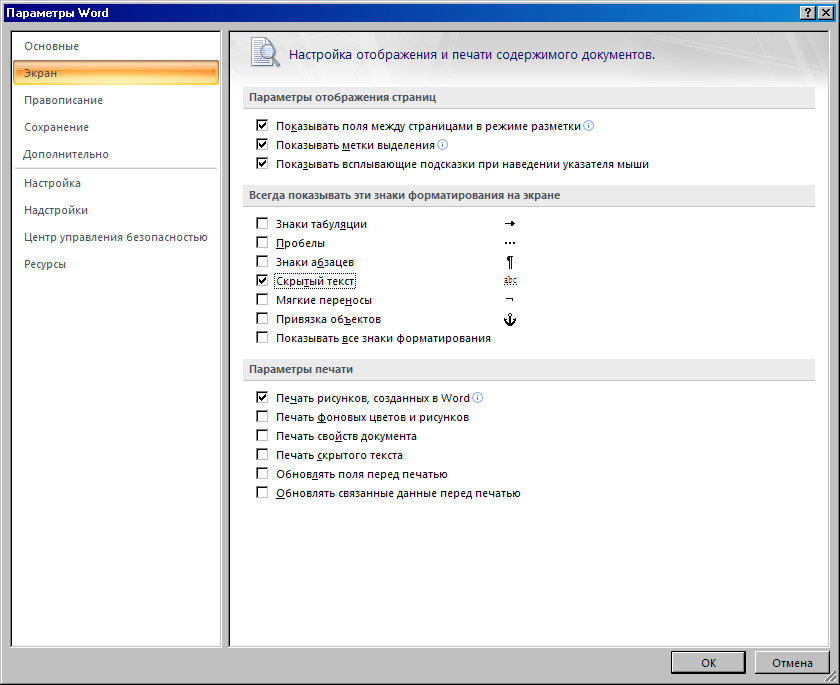 Параметры Word
Основные
Экран
Правописание
Сохранение
Дополнительно
Настройка
Надстройки
Центр управления безопасностью
Ресурсы
Настройка отображения и печати содержимого документов.
Параметры отображения страниц
Показывать поля между страницами в режиме разметки
Показывать метки выделения
Показывать всплывающие подсказки при наведении указателя мыши
Всегда показывать эти знаки форматирования на экране
Знаки табуляции →
Пробелы ...
Знаки абзацев ¶
Скрытый текст abc
Мягкие переносы ¬
Привязка объектов
Показывать все знаки форматирования
Параметры печати
Печать рисунков, созданных в Word
Печать фоновых цветов и рисунков
Печать свойств документа
Печать скрытого текста
Обновлять поля перед печатью
Обновлять связанные данные перед печатью
ОК Отмена